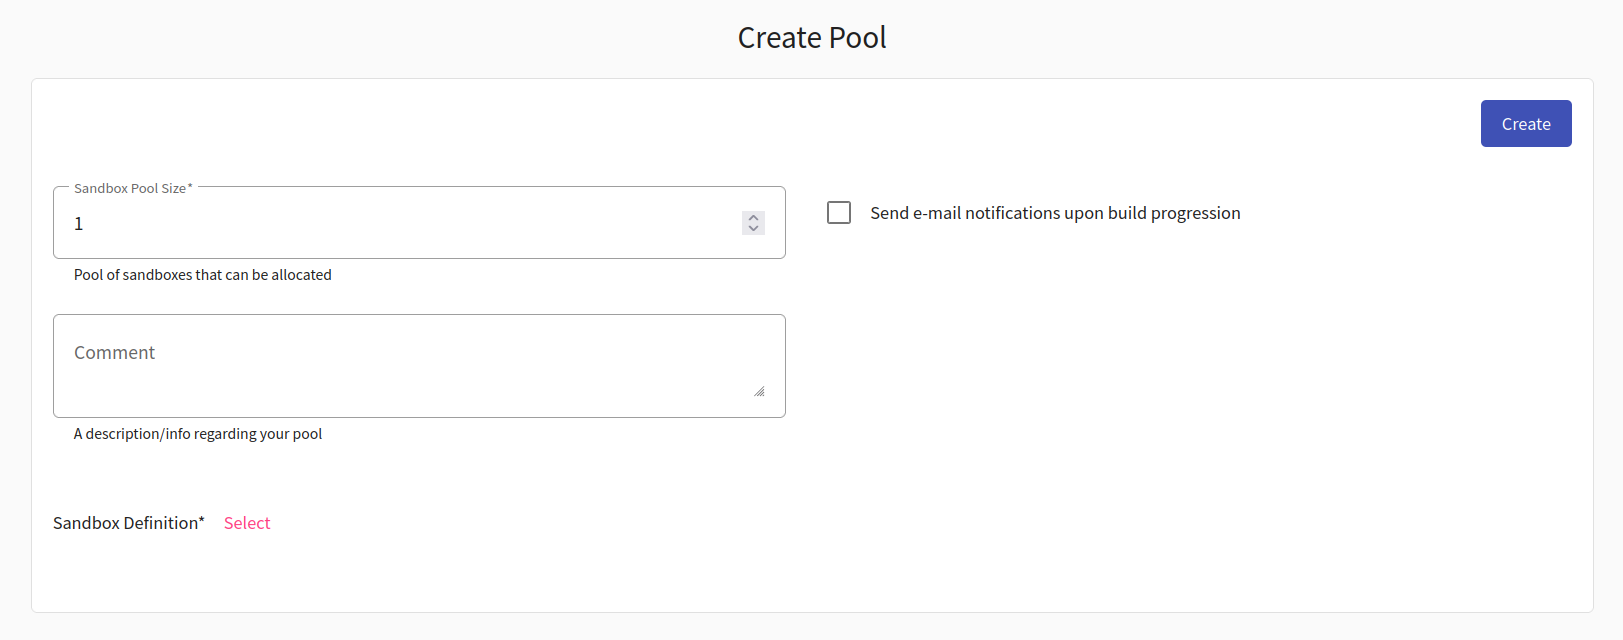 Create Pool
Create
Sandbox Pool Size*
1
Send e-mail notifications upon build progression
Pool of sandboxes that can be allocated
Comment
A description/info regarding your pool
Sandbox Definition* Select